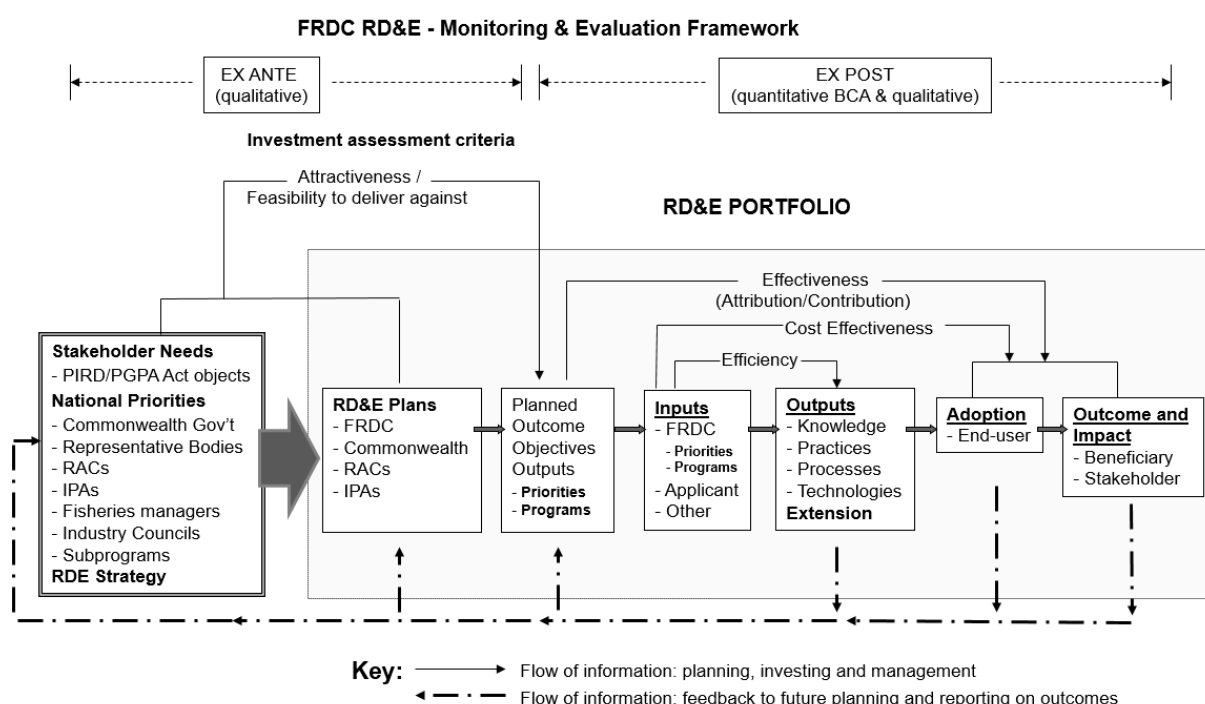 FRDC RD&E - Monitoring & Evaluation Framework
EX ANTE
(qualitative)
EX POST
(quantitative BCA & qualitative)
Investment assessment criteria
Attractiveness /
Feasibility to deliver against
RD&E PORTFOLIO
Effectiveness
(Attribution/Contribution)
Cost Effectiveness
Efficiency
Stakeholder Needs
- PIRD/PGPA Act objects
National Priorities
- Commonwealth Gov't
- Representative Bodies
- RACs
- IPAs
- Fisheries managers
- Industry Councils
- Subprograms
RDE Strategy
RD&E Plans
- FRDC
- Commonwealth
- RACs
- IPAs
Planned
Outcome
Objectives
Outputs
- Priorities
- Programs
Inputs
- FRDC
- Priorities
- Programs
- Applicant
- Other
Outputs
- Knowledge
- Practices
- Processes
- Technologies
Extension
Adoption
- End-user
Outcome and
Impact
- Beneficiary
- Stakeholder
Key:
Flow of information: planning, investing and management
Flow of information: feedback to future planning and reporting on outcomes